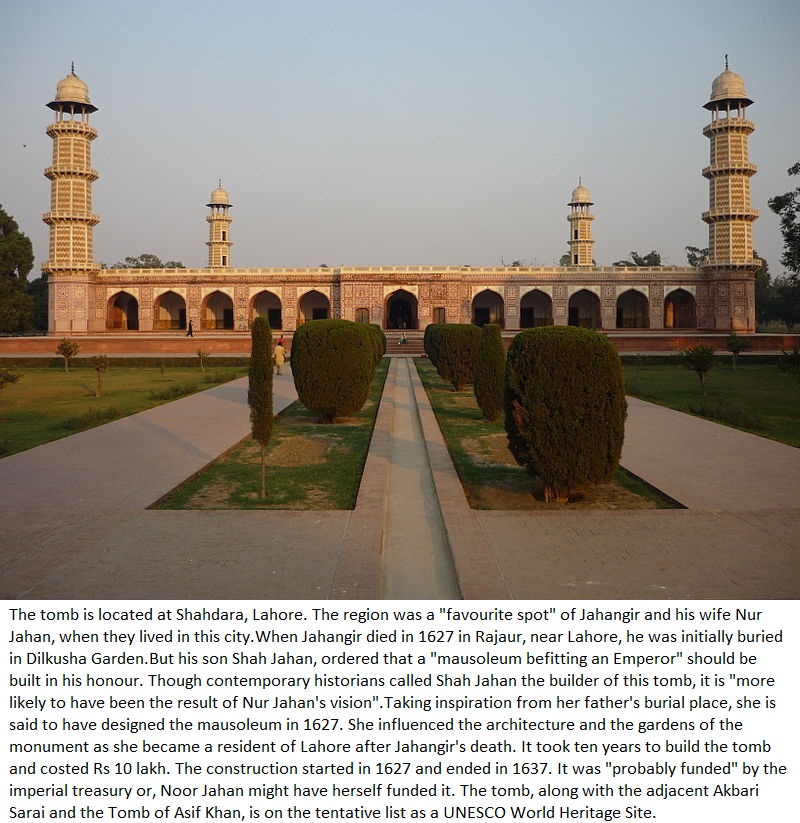 The tomb is located at Shahdara, Lahore. The region was a "favourite spot" of Jahangir and his wife Nur
Jahan, when they lived in this city.When Jahangir died in 1627 in Rajaur, near Lahore, he was initially buried
in Dilkusha Garden.But his son Shah Jahan, ordered that a "mausoleum befitting an Emperor" should be
built in his honour. Though contemporary historians called Shah Jahan the builder of this tomb, it is "more
likely to have been the result of Nur Jahan's vision".Taking inspiration from her father's burial place, she is
said to have designed the mausoleum in 1627. She influenced the architecture and the gardens of the
monument as she became a resident of Lahore after Jahangir's death. It took ten years to build the tomb
and costed Rs 10 lakh. The construction started in 1627 and ended in 1637. It was "probably funded" by the
imperial treasury or, Noor Jahan might have herself funded it. The tomb, along with the adjacent Akbari
Sarai and the Tomb of Asif Khan, is on the tentative list as a UNESCO World Heritage Site.